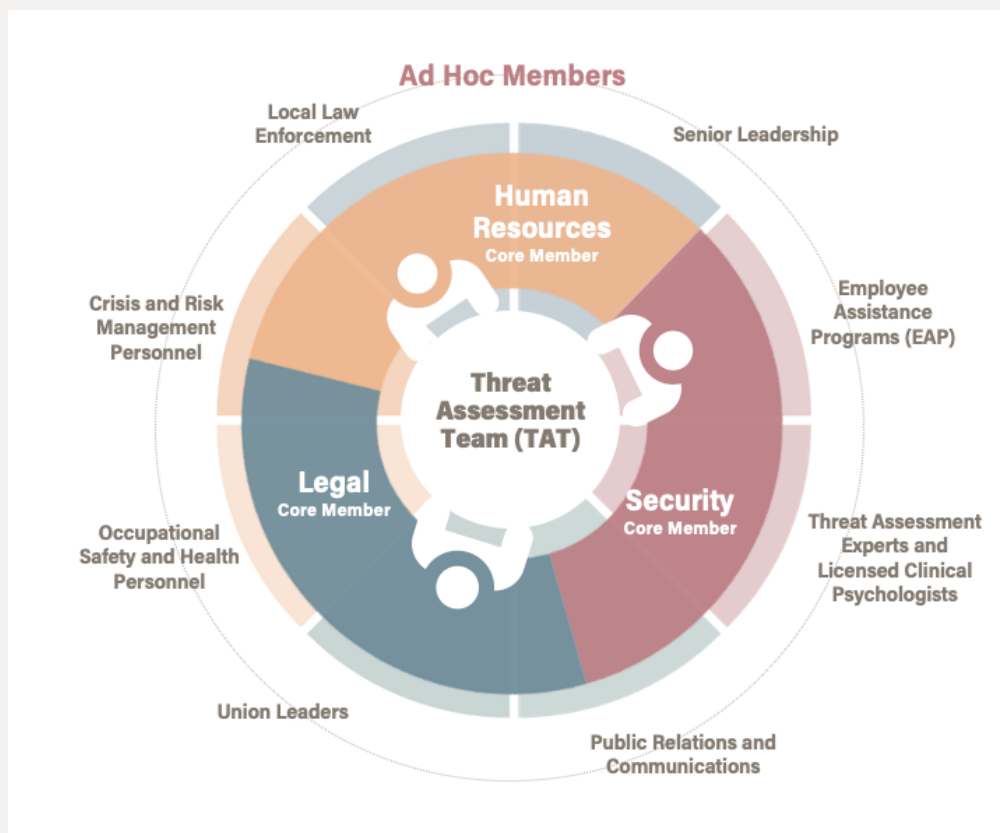 Ad Hoc Members
Local Law
Enforcement
Senior Leadership
Human
Resources
Core Member
Crisis and Risk
Management
Personnel
Employee
Assistance
Programs (EAP)
Threat
Assessment
Team (TAT)
Legal
Core Member
Security
Core Member
Occupational
Safety and Health
Personnel
Threat Assessment
Experts and
Licensed Clinical
Psychologists
Union Leaders
Public Relations and
Communications